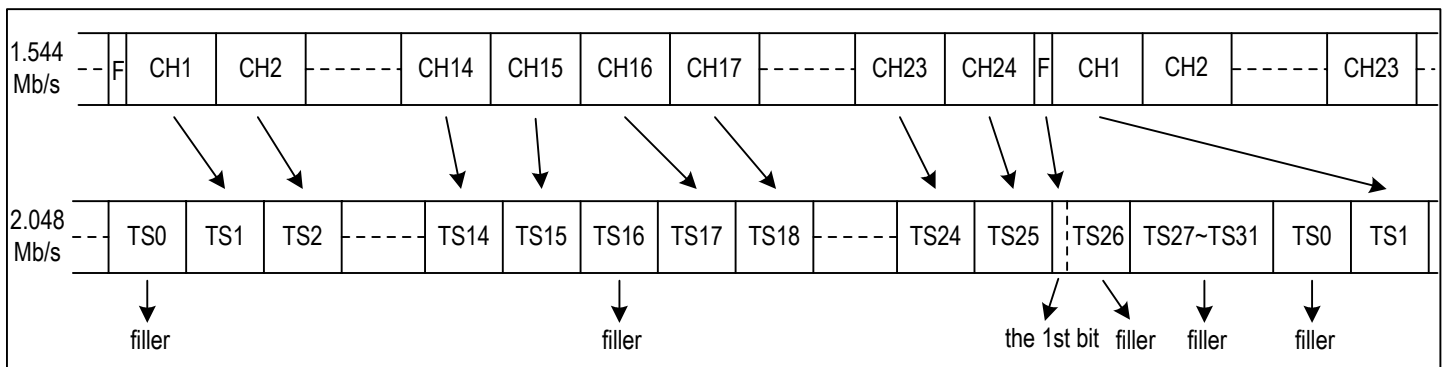 1.544
Mb/s
F CH1 CH2 CH14 CH15 CH16 CH17 CH23 CH24 F CH1 CH2 CH23
2.048
Mb/s
TS0 TS1 TS2 TS14 TS15 TS16 TS17 TS18 TS24 TS25 TS26 TS27~TS31 TS0 TS1
filler filler the 1st bit filler filler filler